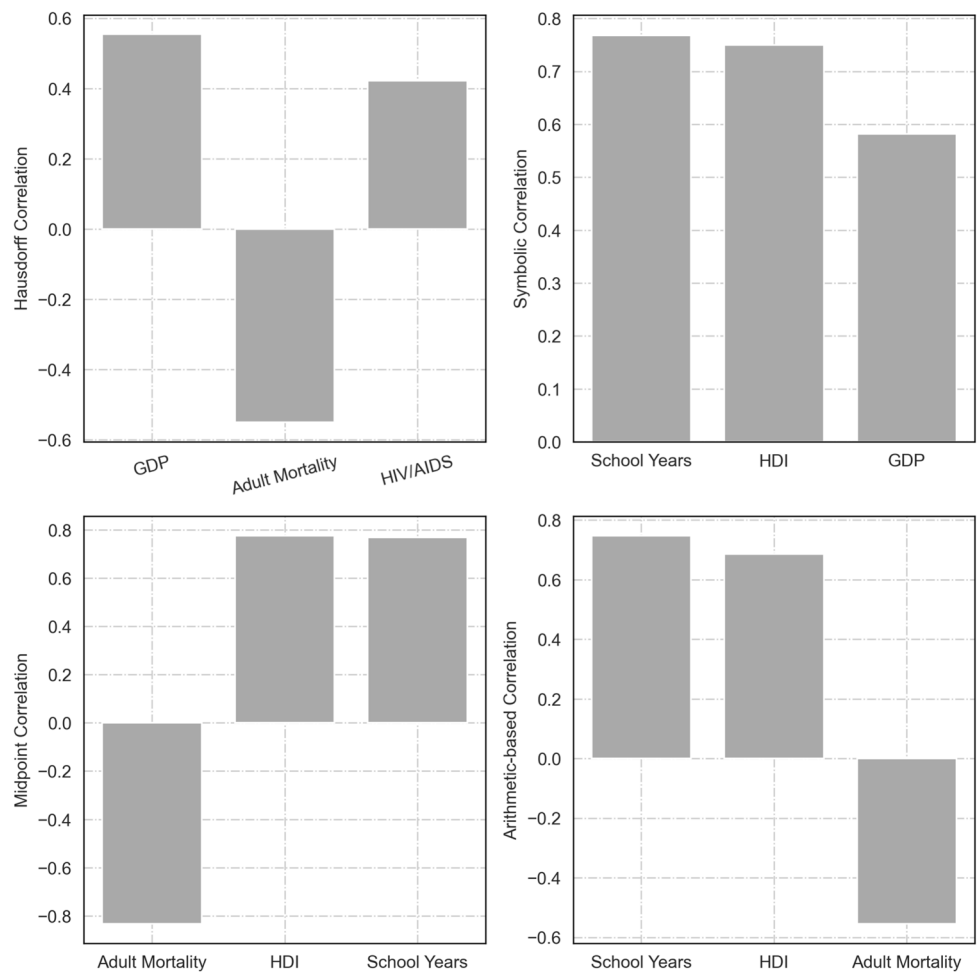 Hausdorff Correlation
0.6
0.4
0.2
0.0
−0.2
−0.4
−0.6
GDP
Adult Mortality
HIV/AIDS
Symbolic Correlation
0.8
0.7
0.6
0.5
0.4
0.3
0.2
0.1
0.0
School Years
HDI
GDP
Midpoint Correlation
0.8
0.6
0.4
0.2
0.0
−0.2
−0.4
−0.6
−0.8
Adult Mortality
HDI
School Years
Arithmetic-based Correlation
0.8
0.6
0.4
0.2
0.0
−0.2
−0.4
−0.6
School Years
HDI
Adult Mortality